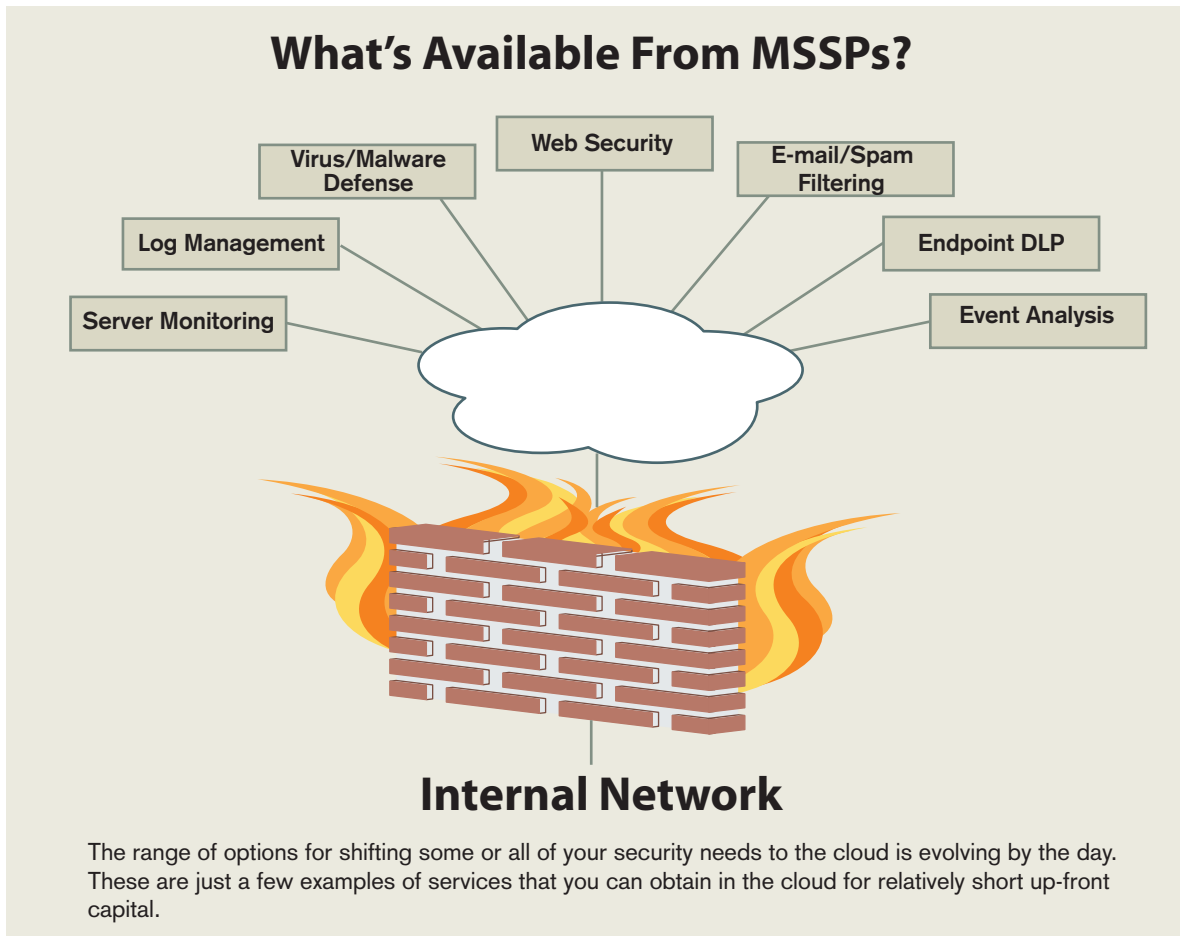 What’s Available From MSSPs?
Web Security
Virus/Malware
Defense
E-mail/Spam
Filtering
Log Management
Endpoint DLP
Server Monitoring
Event Analysis
Internal Network
The range of options for shifting some or all of your security needs to the cloud is evolving by the day.
These are just a few examples of services that you can obtain in the cloud for relatively short up-front
capital.